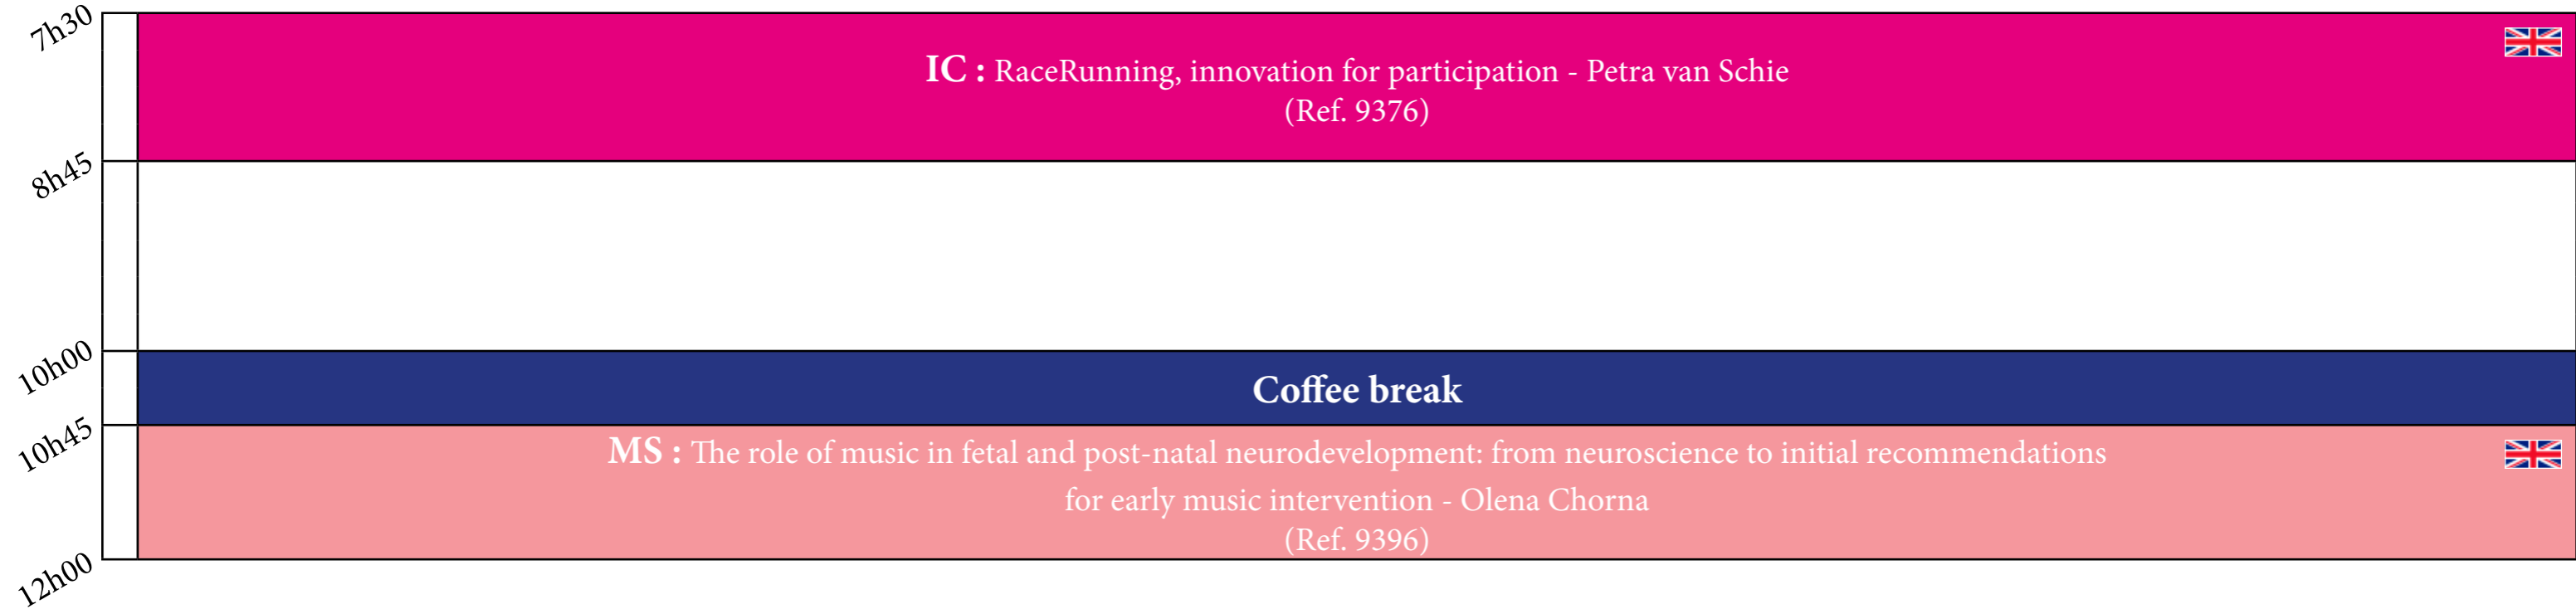 7h30
IC : RaceRunning, innovation for participation - Petra van Schie
(Ref. 9376)
8h45
10h00
Coffee break
10h45
MS : The role of music in fetal and post-natal neurodevelopment: from neuroscience to initial recommendations
for early music intervention - Olena Chorna
(Ref. 9396)
12h00